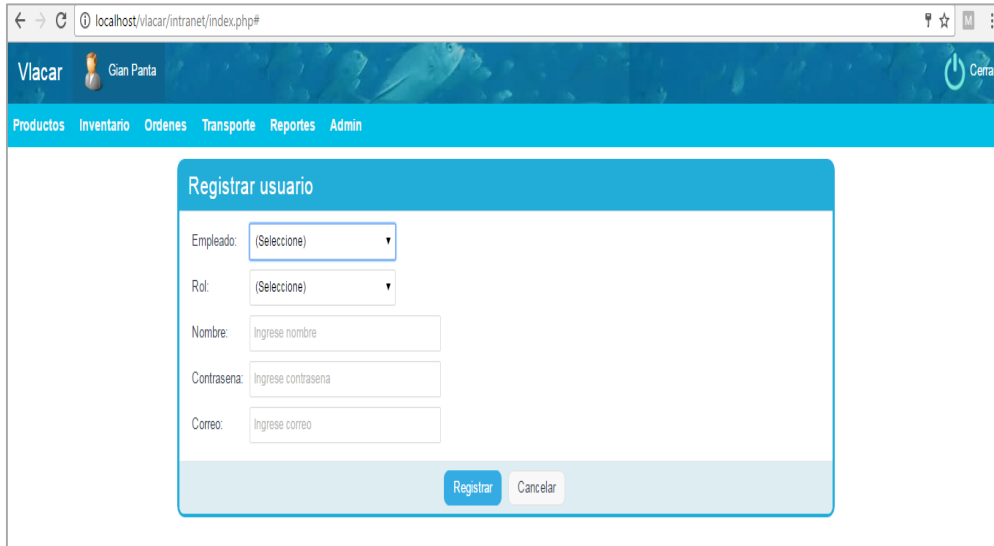 localhost/vlacar/intranet/index.php#
M
Vlacar
Gian Panta
Cerra
Productos Inventario Ordenes Transporte Reportes Admin
Registrar usuario
Empleado: (Seleccione)
Rol: (Seleccione)
Nombre: Ingrese nombre
Contrasena: Ingrese contrasena
Correo: Ingrese correo
Registrar Cancelar